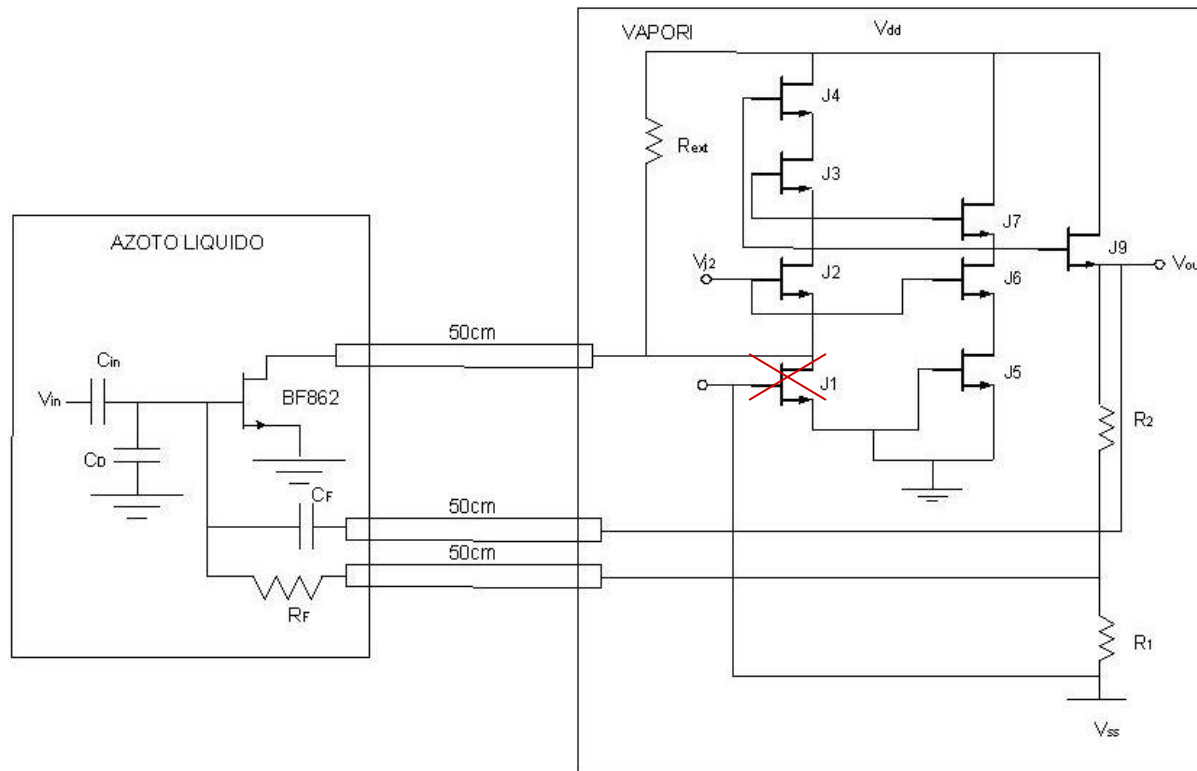 VAPORI
Vdd
J4
Rext
J3
J7
J9
Vj2
J2
J6
AZOTO LIQUIDO
50cm
J1
J5
Cin
Vin
BF862
CD
R2
CF
50cm
50cm
RF
R1
Vss